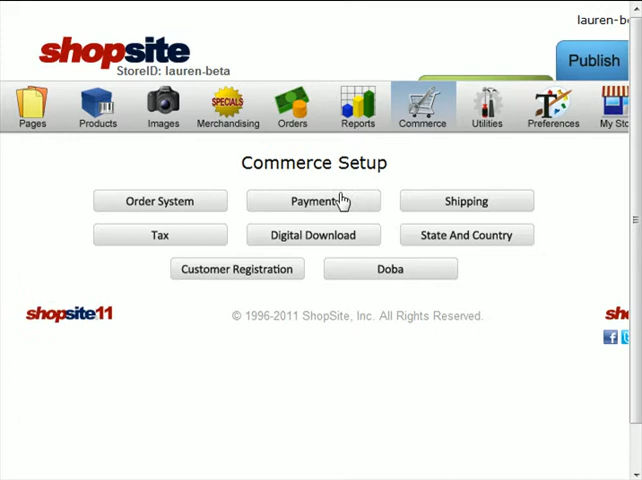 lauren-b
shopsite
StoreID: lauren-beta
Publish
Pages Products Images Merchandising Orders Reports Commerce Utilities Preferences My Sto
SPECIALS
Commerce Setup
Order System Payment Shipping
Tax Digital Download State And Country
Customer Registration Doba
shopsite11 © 1996-2011 ShopSite, Inc. All Rights Reserved. sho